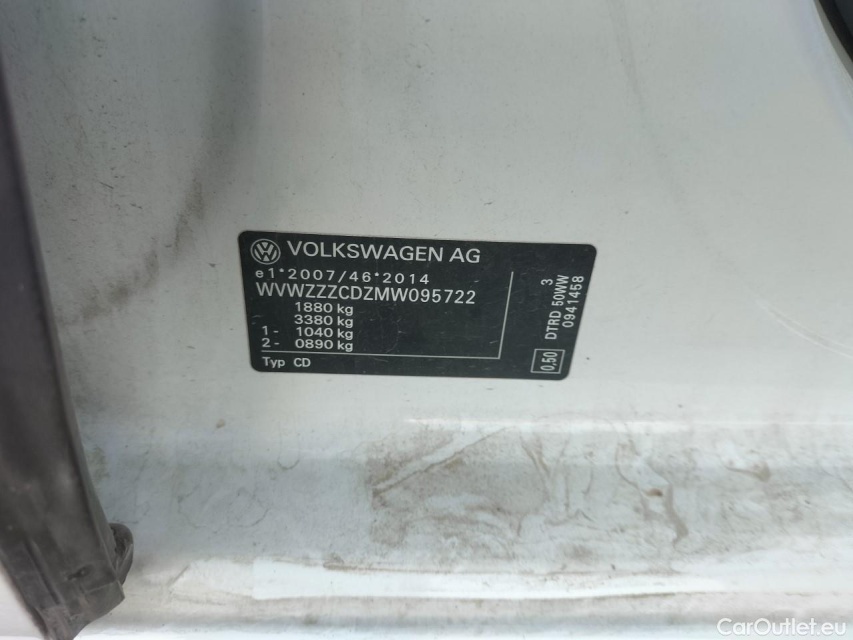 VOLKSWAGEN AG
e1*2007/46*2014
WVWZZZCDZMW095722
1880 kg
3380 kg
1- 1040 kg
2- 0890 kg
Typ CD
3
DTRD 50WW
0941458
0,50
CarOutlet.eu